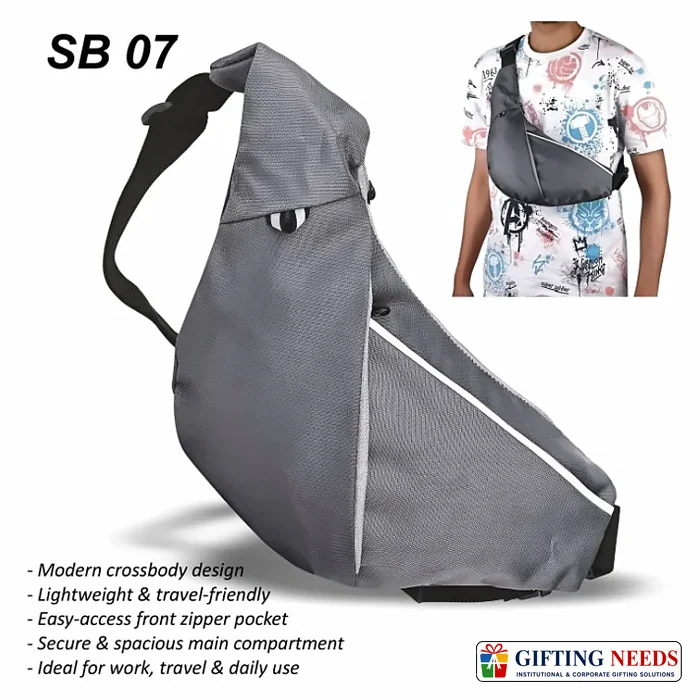 SB 07
- Modern crossbody design
- Lightweight & travel-friendly
- Easy-access front zipper pocket
- Secure & spacious main compartment
- Ideal for work, travel & daily use
GIFTING NEEDS
INSTITUTIONAL & CORPORATE GIFTING SOLUTIONS